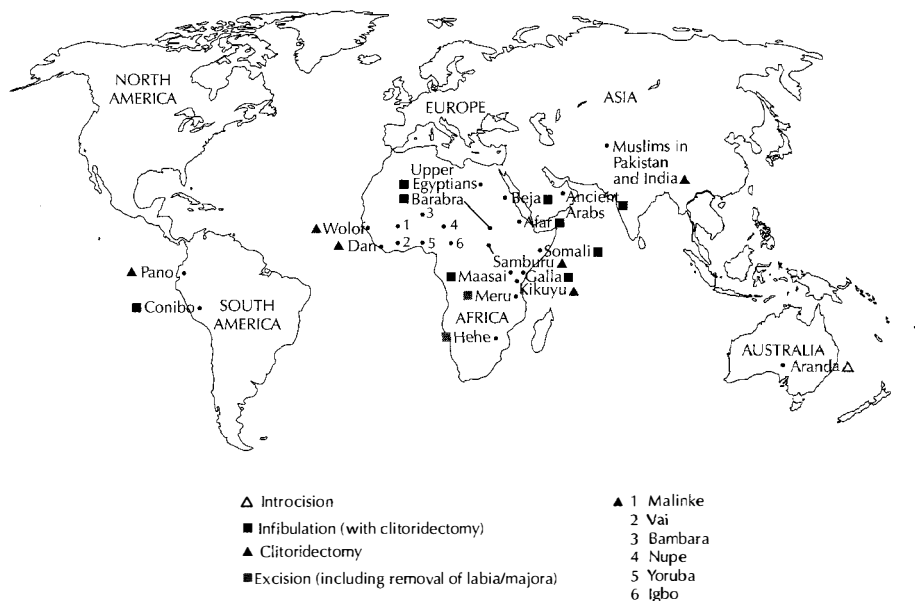 NORTH
AMERICA
EUROPE
ASIA
Muslims in
Pakistan
and India
Upper
Egyptians
Barabra
Beja
Ancient
Arabs
Afar
3
Wolof
1
4
Dan
2
5
6
Somali
Samburu
Pano
Maasai
Galla
Kikuyu
Conibo
Meru
SOUTH
AMERICA
AFRICA
Hehe
AUSTRALIA
Aranda
Introcision
Infibulation (with clitoridectomy)
Clitoridectomy
Excision (including removal of labia/majora)
1 Malinke
2 Vai
3 Bambara
4 Nupe
5 Yoruba
6 Igbo